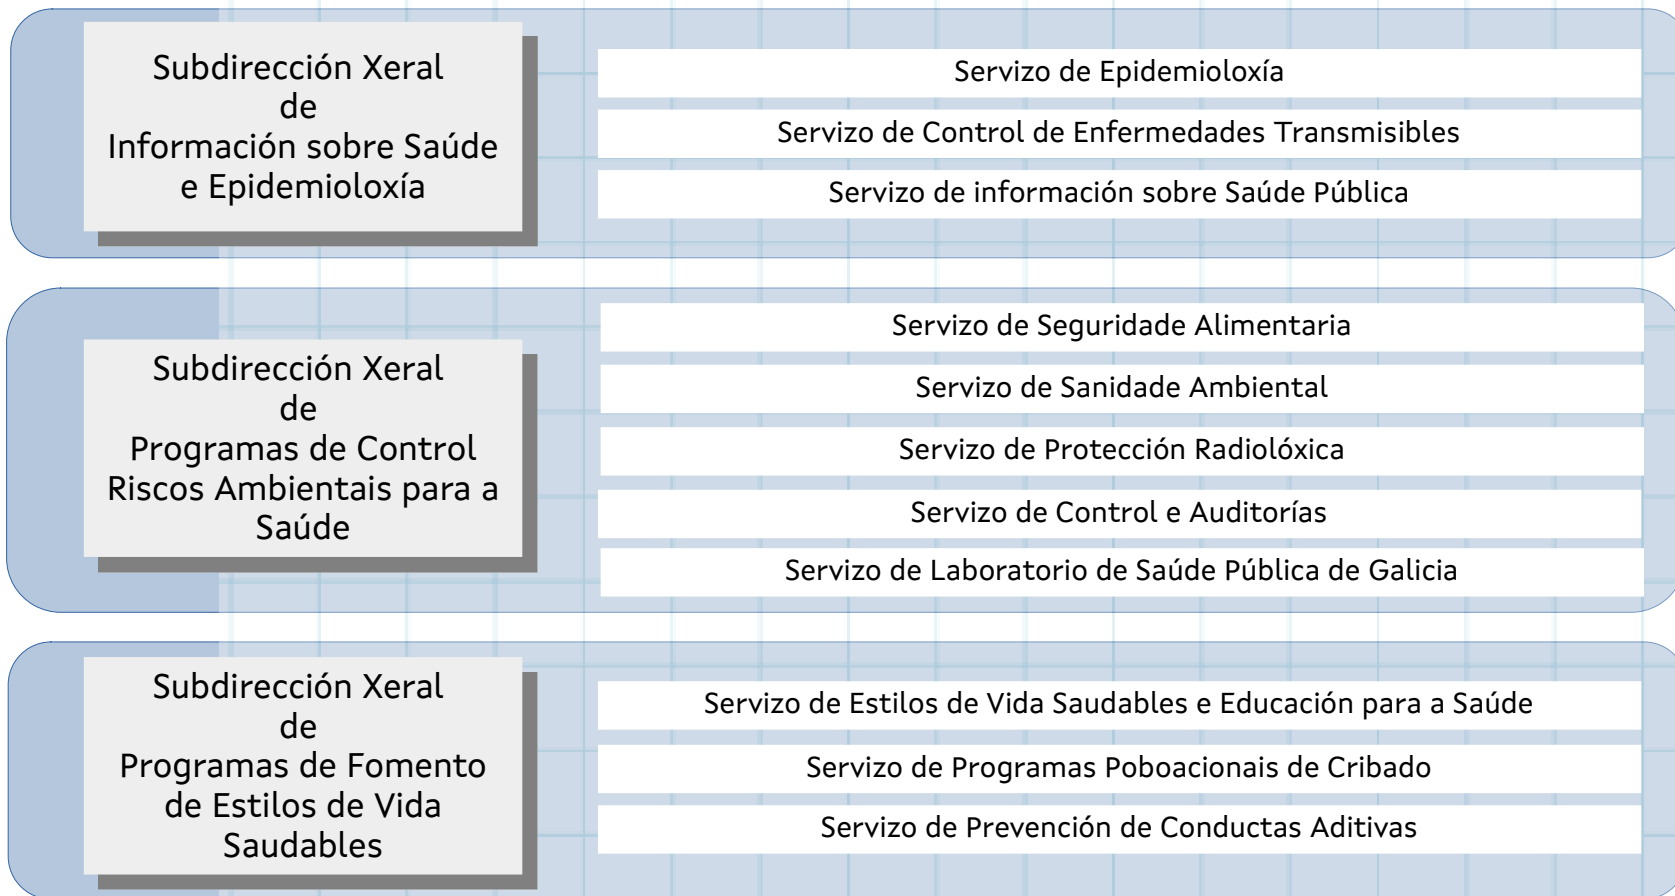 Subdirección Xeral
de
Información sobre Saúde
e Epidemioloxía
Servizo de Epidemioloxía
Servizo de Control de Enfermedades Transmisibles
Servizo de información sobre Saúde Pública
Subdirección Xeral
de
Programas de Control
Riscos Ambientais para a
Saúde
Servizo de Seguridade Alimentaria
Servizo de Sanidade Ambiental
Servizo de Protección Radiolóxica
Servizo de Control e Auditorías
Servizo de Laboratorio de Saúde Pública de Galicia
Subdirección Xeral
de
Programas de Fomento
de Estilos de Vida
Saudables
Servizo de Estilos de Vida Saudables e Educación para a Saúde
Servizo de Programas Poboacionais de Cribado
Servizo de Prevención de Conductas Aditivas